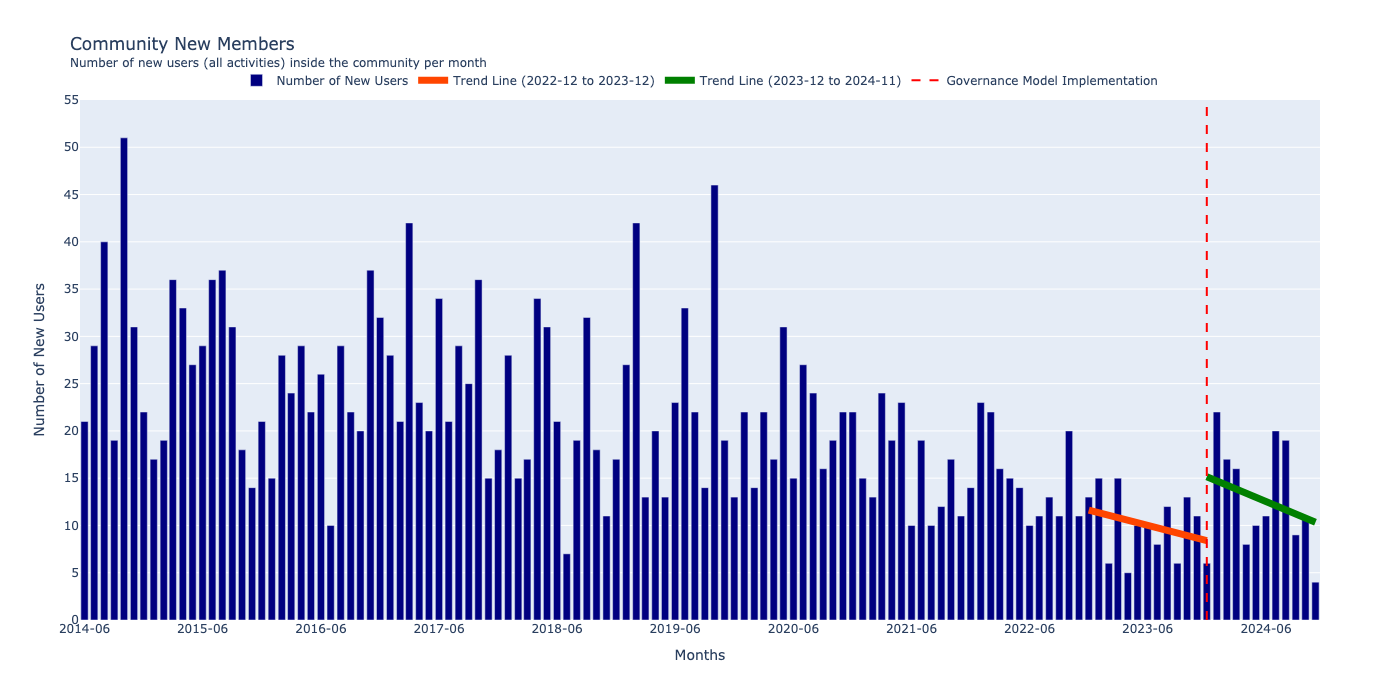 Community New Members
Number of new users (all activities) inside the community per month
Number of New Users
Trend Line (2022-12 to 2023-12)
Trend Line (2023-12 to 2024-11)
Governance Model Implementation
55
50
45
40
35
30
25
20
15
10
5
0
Number of New Users
2014-06
2015-06
2016-06
2017-06
2018-06
2019-06
2020-06
2021-06
2022-06
2023-06
2024-06
Months